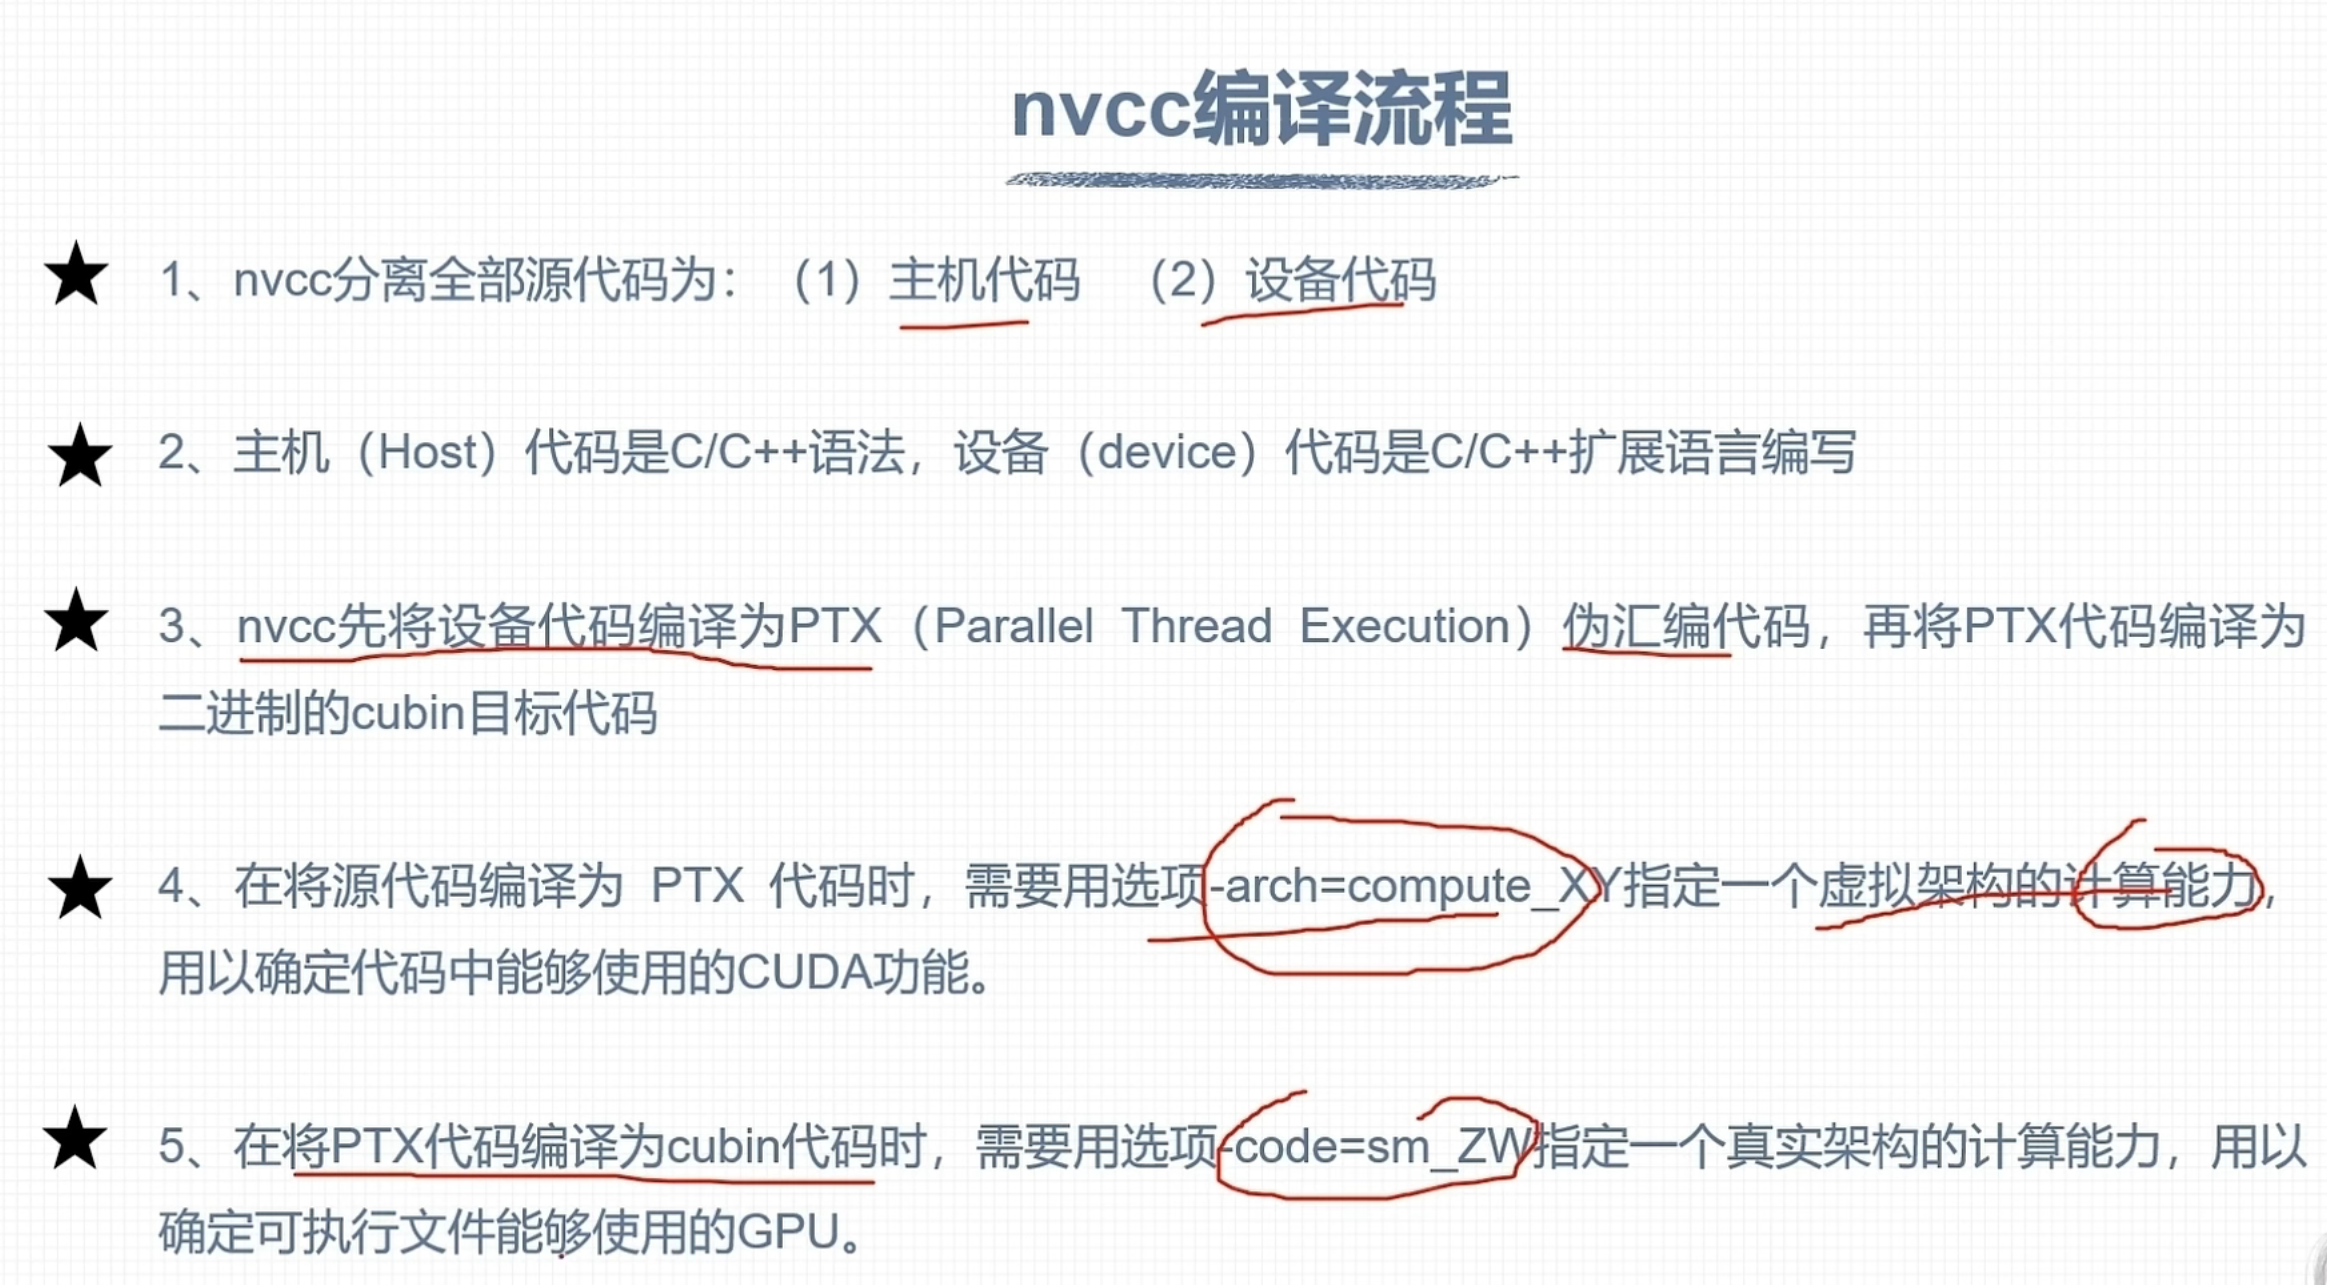 nvcc编译流程
1、nvcc分离全部源代码为：（1）主机代码 （2）设备代码
2、主机（Host）代码是C/C++语法，设备（device）代码是C/C++扩展语言编写
3、nvcc先将设备代码编译为PTX（Parallel Thread Execution）伪汇编代码，再将PTX代码编译为
二进制的cubin目标代码
4、在将源代码编译为 PTX 代码时，需要用选项-arch=compute_XY指定一个虚拟架构的计算能力，
用以确定代码中能够使用的CUDA功能。
5、在将PTX代码编译为cubin代码时，需要用选项-code=sm_ZW指定一个真实架构的计算能力，用以
确定可执行文件能够使用的GPU。